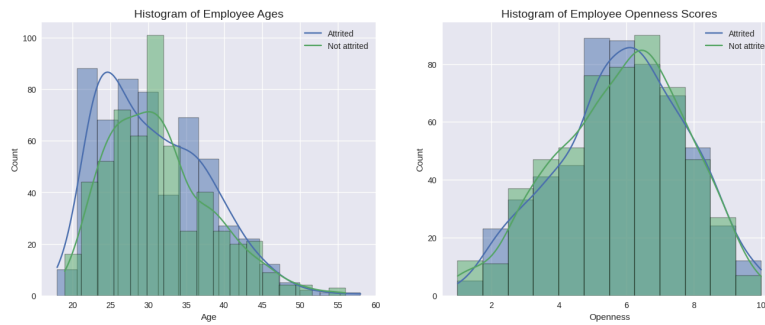 Histogram of Employee Ages
Attrited
Not attrited
100
80
60
40
20
0
Count
20 25 30 35 40 45 50 55 60
Age
Histogram of Employee Openness Scores
Attrited
Not attrite
80
60
40
20
0
Count
2 4 6 8 10
Openness